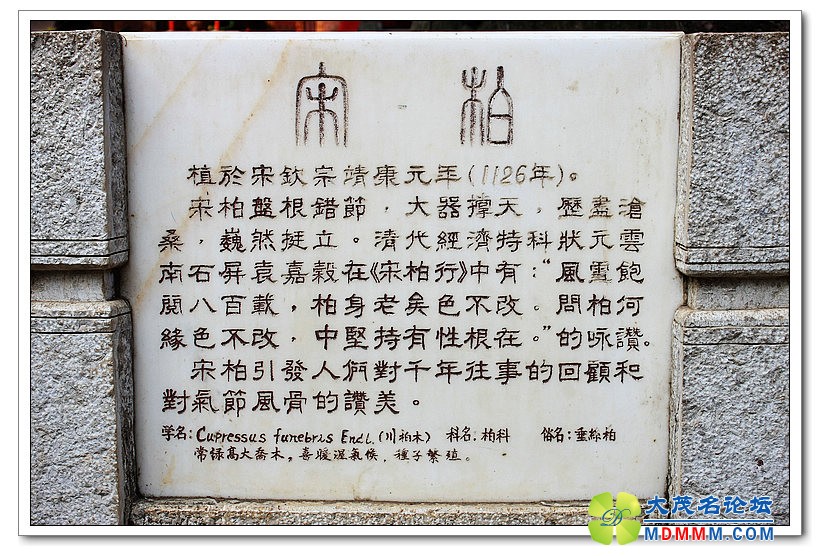 宋柏
植於宋欽宗靖康元年(1126年)。
宋柏盤根錯節，大器撐天，歷盡滄
桑，巍然挺立。清代經濟特科狀元雲
南石屏袁嘉穀在《宋柏行》中有："風雪飽
閱八百載，柏身老矣色不改。問柏何
緣色不改，中堅持有性根在。"的咏讚。
宋柏引發人們對千年往事的回顧和
對氣節風骨的讚美。
学名：Cupressus funebris Endl.(川柏木) 科名：柏科 俗名：垂絲柏
常绿高大喬木，喜暖湿氣候，種子繁殖。
大茂名论坛
MDMMM.COM